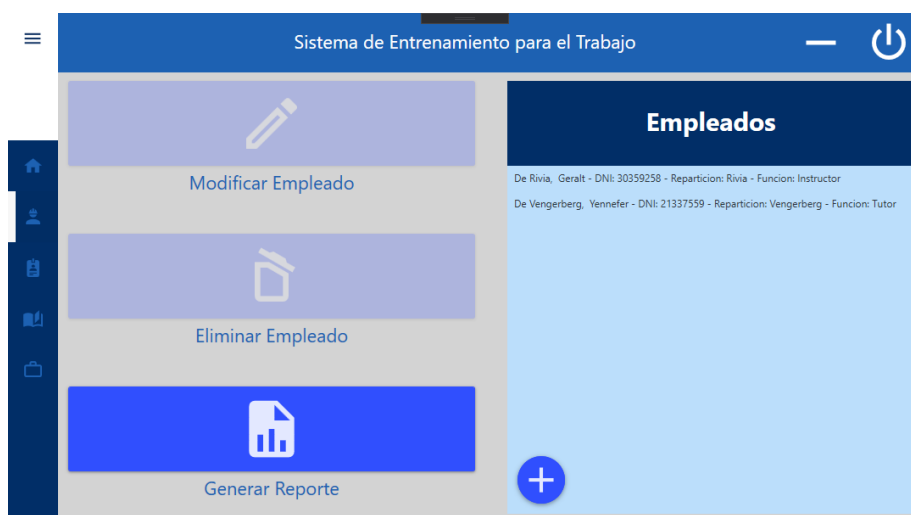 Sistema de Entrenamiento para el Trabajo
Modificar Empleado
Eliminar Empleado
Generar Reporte
Empleados
De Rivia, Geralt - DNI: 30359258 - Reparticion: Rivia - Funcion: Instructor
De Vengerberg, Yennefer - DNI: 21337559 - Reparticion: Vengerberg - Funcion: Tutor